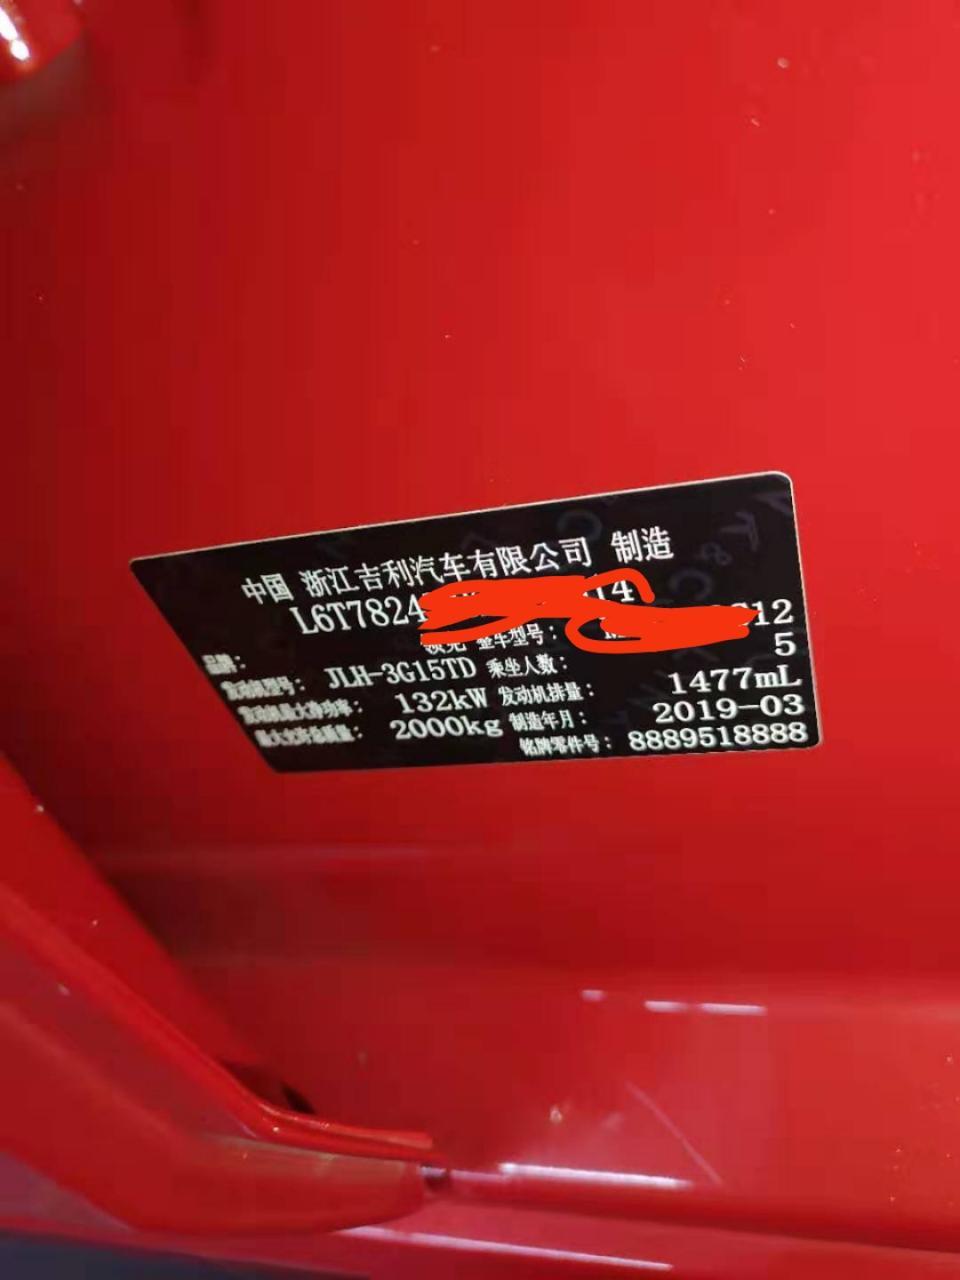 中国 浙江吉利汽车有限公司 制造
L6T7824 14
品牌: 领克 整车型号: 12
发动机型号: JLH-3G15TD 乘坐人数: 5
发动机最大净功率: 132kW 发动机排量: 1477mL
最大允许总质量: 2000kg 制造年月: 2019-03
铭牌零件号: 8889518888